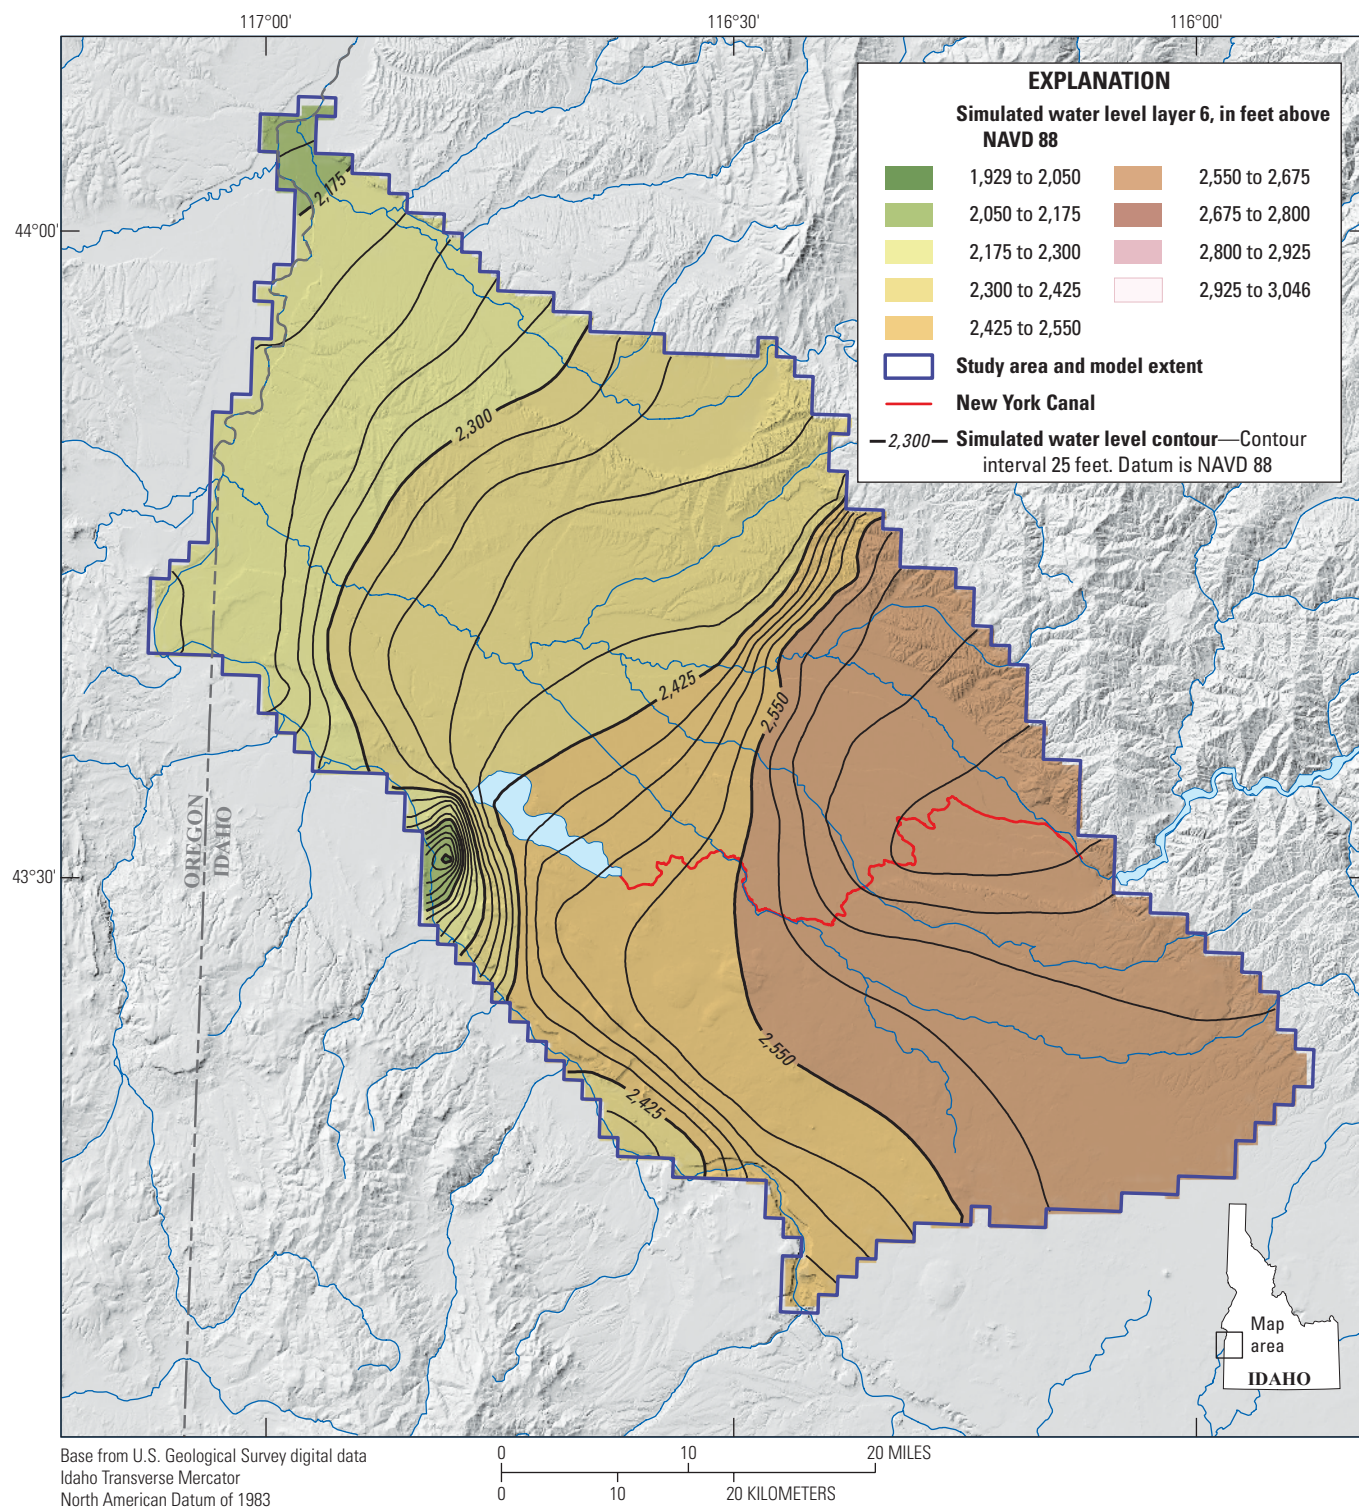 117°00'
116°30'
116°00'
44°00'
43°30'
EXPLANATION
Simulated water level layer 6, in feet above
NAVD 88
1,929 to 2,050
2,050 to 2,175
2,175 to 2,300
2,300 to 2,425
2,425 to 2,550
2,550 to 2,675
2,675 to 2,800
2,800 to 2,925
2,925 to 3,046
Study area and model extent
New York Canal
2,300
Simulated water level contour—Contour
interval 25 feet. Datum is NAVD 88
2,175
2,300
2,425
2,550
2,550
2,425
OREGON
IDAHO
Map
area
IDAHO
Base from U.S. Geological Survey digital data
Idaho Transverse Mercator
North American Datum of 1983
0 10 20 MILES
0 10 20 KILOMETERS